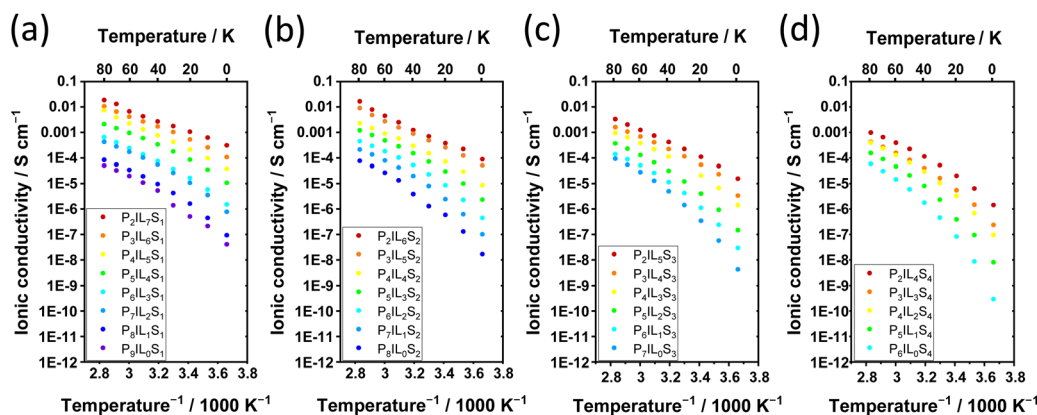 (a)
Temperature / K
80 60 40 20 0
Ionic conductivity / S cm⁻¹
0.1
0.01
0.001
1E-4
1E-5
1E-6
1E-7
1E-8
1E-9
1E-10
1E-11
1E-12
P₂IL₇S₁
P₃IL₆S₁
P₄IL₅S₁
P₅IL₄S₁
P₆IL₃S₁
P₇IL₂S₁
P₈IL₁S₁
P₉IL₀S₁
2.8 3 3.2 3.4 3.6 3.8
Temperature⁻¹ / 1000 K⁻¹
(b)
Temperature / K
80 60 40 20 0
Ionic conductivity / S cm⁻¹
0.1
0.01
0.001
1E-4
1E-5
1E-6
1E-7
1E-8
1E-9
1E-10
1E-11
1E-12
P₂IL₆S₂
P₃IL₅S₂
P₄IL₄S₂
P₅IL₃S₂
P₆IL₂S₂
P₇IL₁S₂
P₈IL₀S₂
2.8 3 3.2 3.4 3.6 3.8
Temperature⁻¹ / 1000 K⁻¹
(c)
Temperature / K
80 60 40 20 0
Ionic conductivity / S cm⁻¹
0.1
0.01
0.001
1E-4
1E-5
1E-6
1E-7
1E-8
1E-9
1E-10
1E-11
1E-12
P₂IL₅S₃
P₃IL₄S₃
P₄IL₃S₃
P₅IL₂S₃
P₆IL₁S₃
P₇IL₀S₃
2.8 3 3.2 3.4 3.6 3.8
Temperature⁻¹ / 1000 K⁻¹
(d)
Temperature / K
80 60 40 20 0
Ionic conductivity / S cm⁻¹
0.1
0.01
0.001
1E-4
1E-5
1E-6
1E-7
1E-8
1E-9
1E-10
1E-11
1E-12
P₂IL₄S₄
P₃IL₃S₄
P₄IL₂S₄
P₅IL₁S₄
P₆IL₀S₄
2.8 3 3.2 3.4 3.6 3.8
Temperature⁻¹ / 1000 K⁻¹